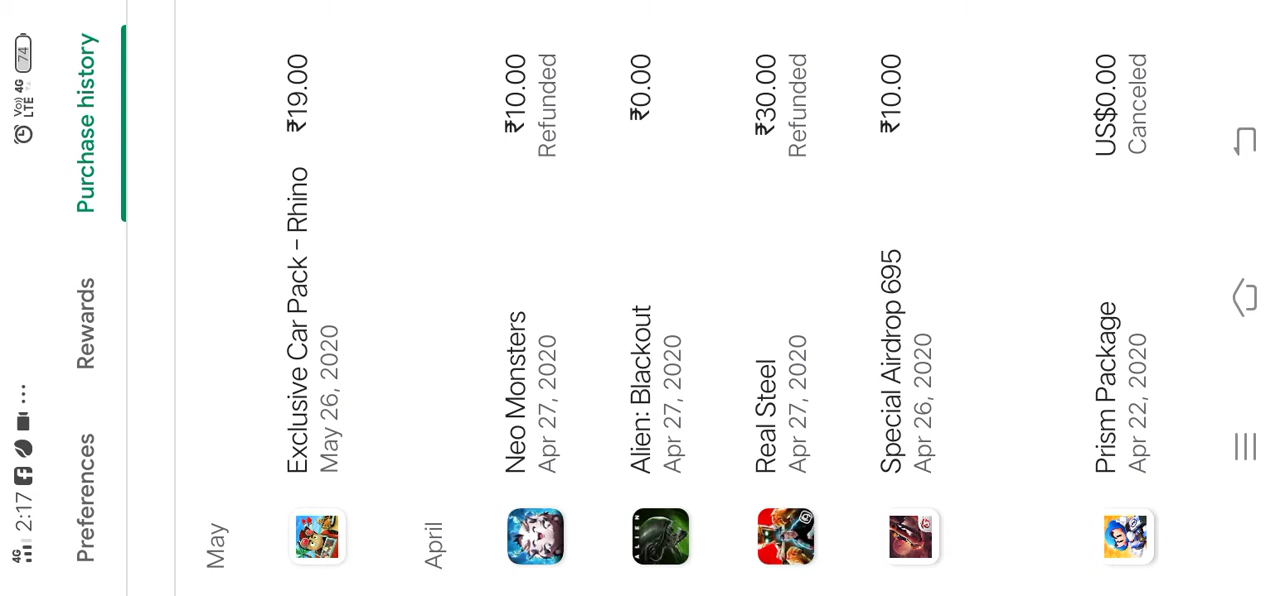 4G 2:17 ... Vo)) LTE 4G 74
Preferences Rewards Purchase history
May
Exclusive Car Pack – Rhino ₹19.00
May 26, 2020
April
Neo Monsters ₹10.00
Apr 27, 2020 Refunded
ALIEN
Alien: Blackout ₹0.00
Apr 27, 2020
Real Steel ₹30.00
Apr 27, 2020 Refunded
Special Airdrop 695 ₹10.00
Apr 26, 2020
Prism Package US$0.00
Apr 22, 2020 Canceled